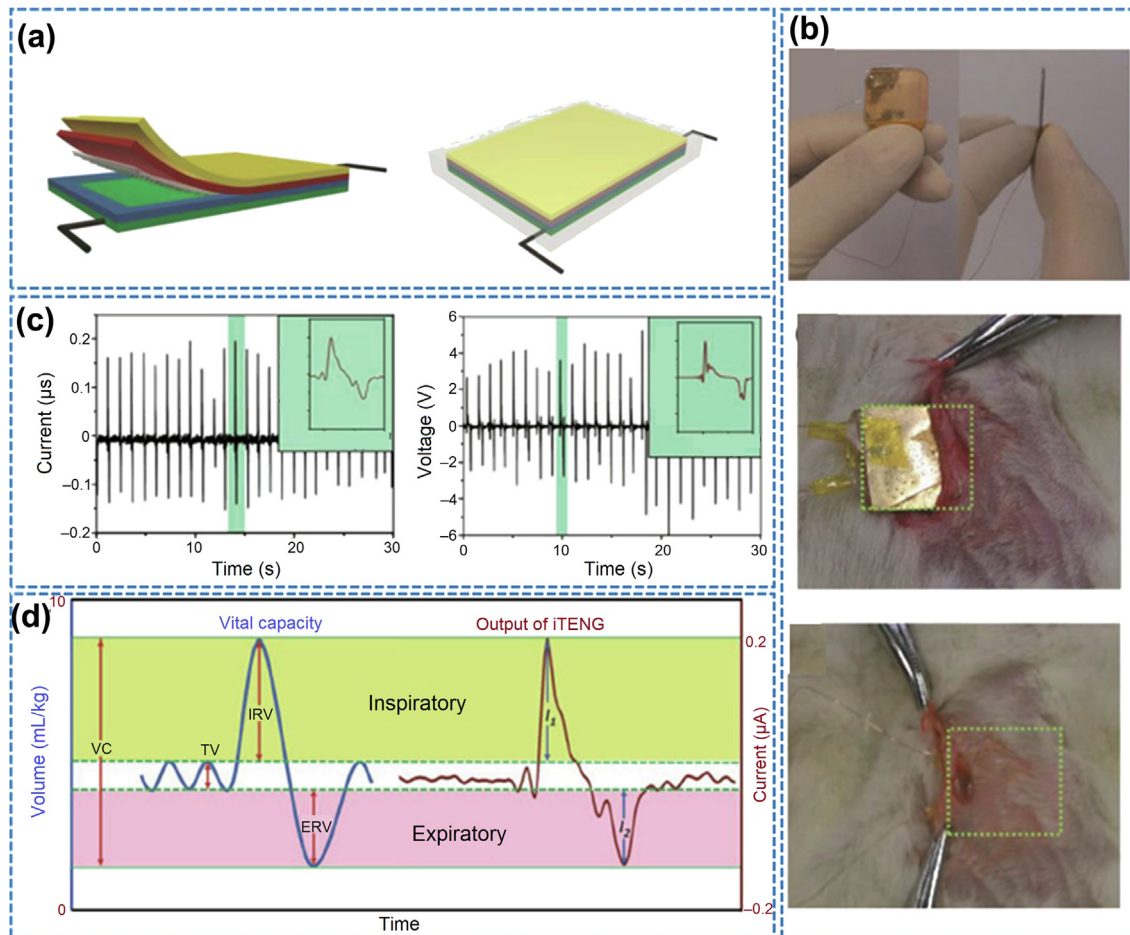 (a)
(b)
(c)
Current (μs)
0.2
0.1
0
–0.1
–0.2
0
10
20
30
Time (s)
Voltage (V)
6
4
2
0
–2
–4
–6
0
10
20
30
Time (s)
(d)
10
Vital capacity
Output of iTENG
0.2
IRV
Inspiratory
I1
VC
TV
Volume (mL/kg)
Current (μA)
ERV
Expiratory
I2
0
Time
–0.2